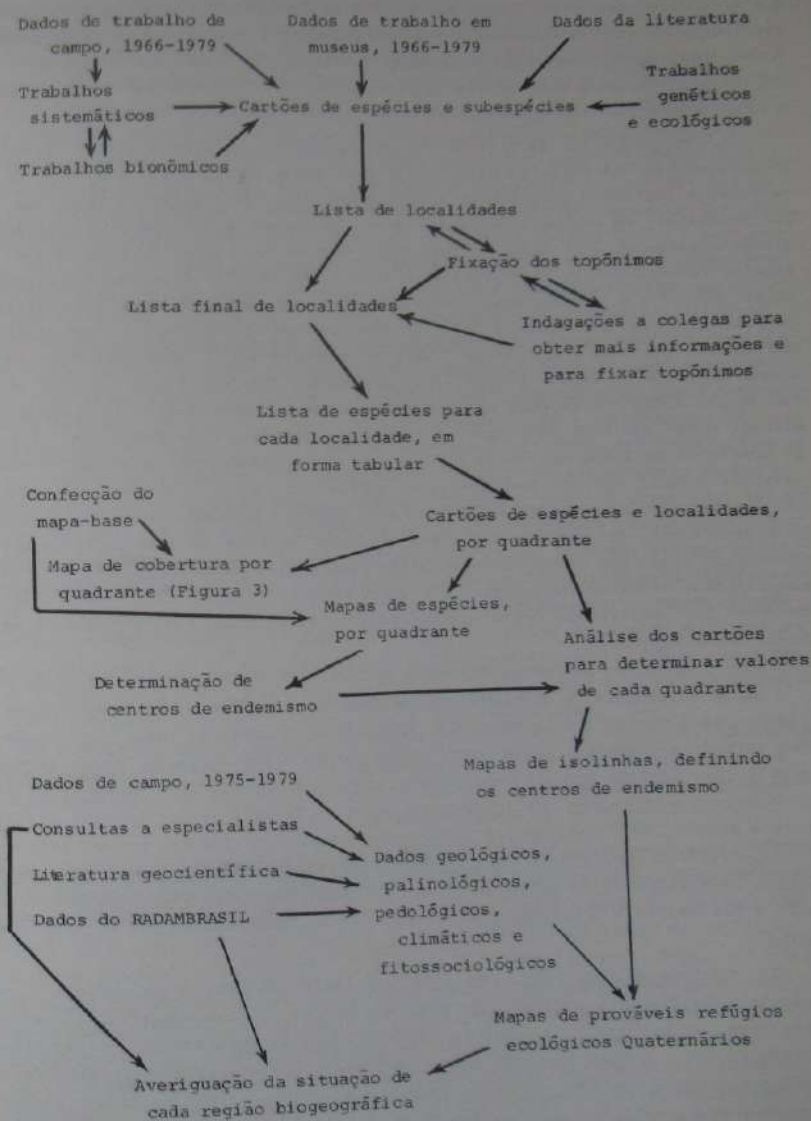 Dados de trabalho de
campo, 1966-1979
Dados de trabalho em
museus, 1966-1979
Dados da literatura
Trabalhos
sistemáticos
Cartões de espécies e subespécies
Trabalhos
genéticos
e ecológicos
Trabalhos bionômicos
Lista de localidades
Fixação dos topônimos
Lista final de localidades
Indagações a colegas para
obter mais informações e
para fixar topônimos
Lista de espécies para
cada localidade, em
forma tabular
Confecção do
mapa-base
Cartões de espécies e localidades,
por quadrante
Mapa de cobertura por
quadrante (Figura 3)
Mapas de espécies,
por quadrante
Análise dos cartões
para determinar valores
de cada quadrante
Determinação de
centros de endemismo
Mapas de isolinhas, definindo
os centros de endemismo
Dados de campo, 1975-1979
Consultas a especialistas
Literatura geocientífica
Dados do RADAMBRASIL
Dados geológicos,
palinológicos,
pedológicos,
climáticos e
fitossociológicos
Mapas de prováveis refúgios
ecológicos Quaternários
Averiguação da situação de
cada região biogeográfica